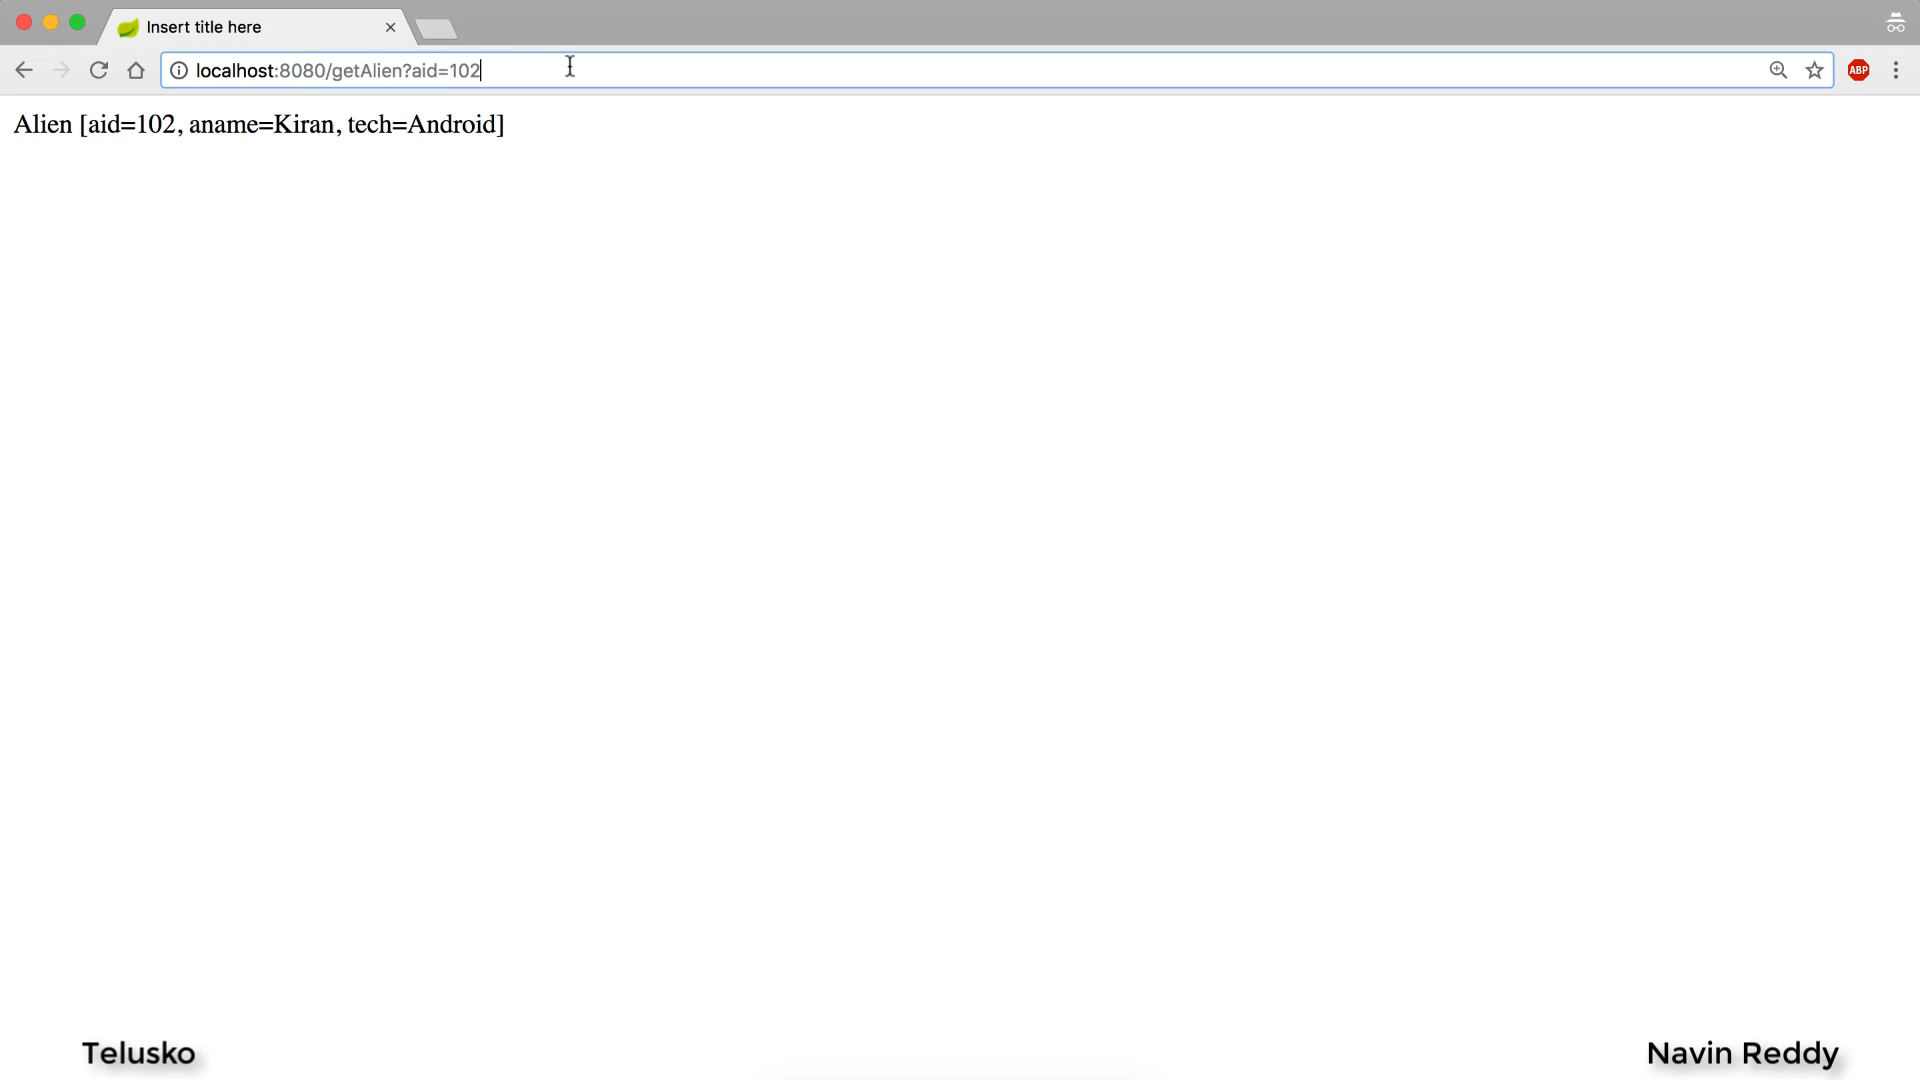 Insert title here
localhost:8080/getAlien?aid=102
ABP
Alien [aid=102, aname=Kiran, tech=Android]
Telusko
Navin Reddy